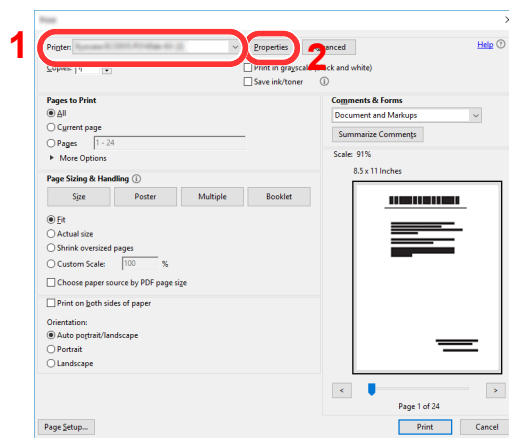 1
2
Printer:
Properties
Advanced
Help
Copies:
Print in grayscale (black and white)
Save ink/toner
Pages to Print
All
Current page
Pages 1 - 24
More Options
Page Sizing & Handling
Size Poster Multiple Booklet
Fit
Actual size
Shrink oversized pages
Custom Scale: 100 %
Choose paper source by PDF page size
Print on both sides of paper
Orientation:
Auto portrait/landscape
Portrait
Landscape
Comments & Forms
Document and Markups
Summarize Comments
Scale: 91%
8.5 x 11 Inches
< >
Page 1 of 24
Page Setup...
Print
Cancel